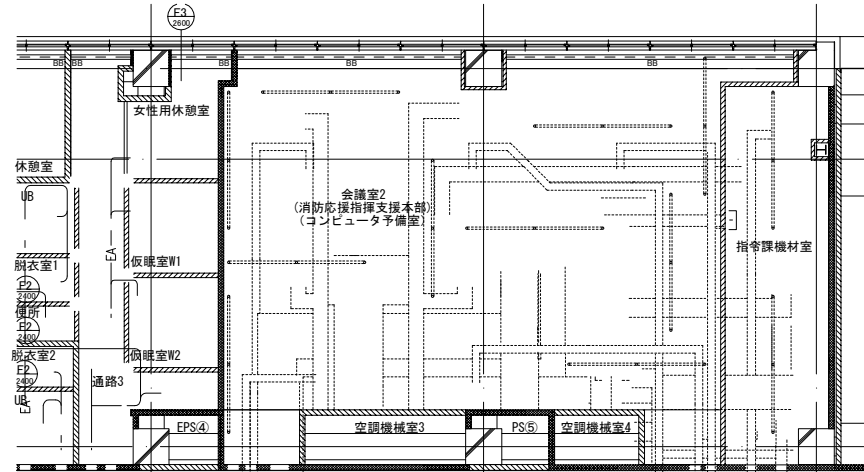 F3
2600
BB
BB
BB
BB
BB
女性用休憩室
休憩室
UB
会議室2
(消防応援指揮支援本部)
(コンピュータ予備室)
指令課機材室
EA
脱衣室1
仮眠室W1
F2
2400
便所
F2
2400
脱衣室2
仮眠室W2
F2
2400
通路3
UB
EA
EPS④
空調機械室3
PS⑤
空調機械室4